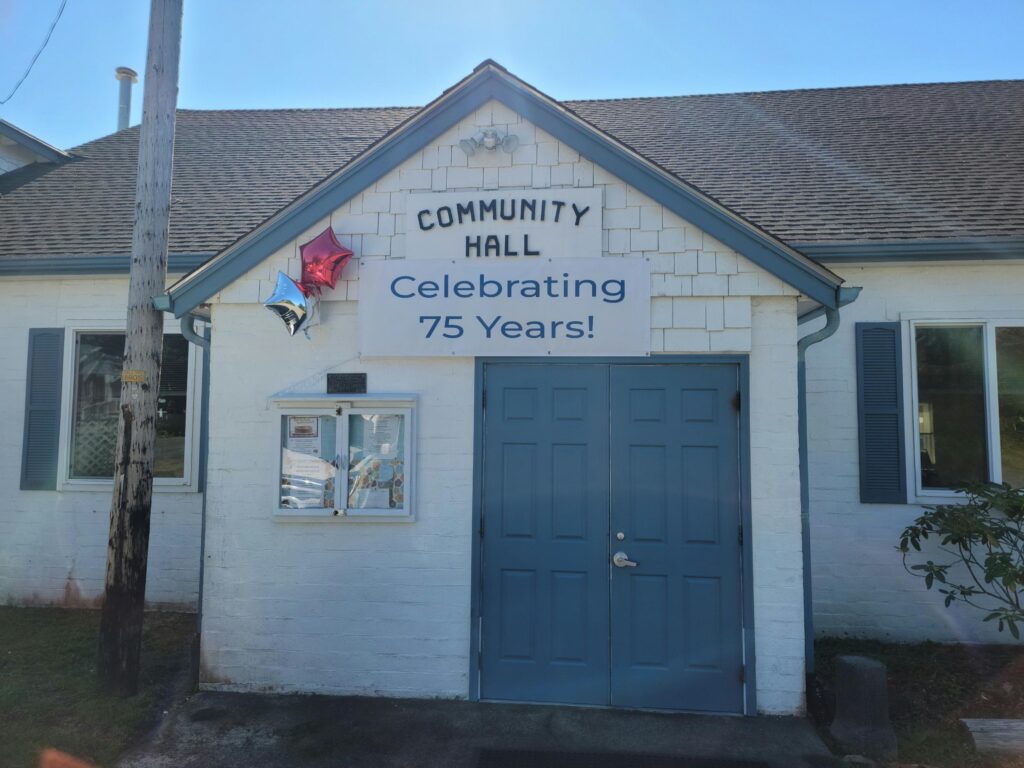 COMMUNITY
HALL
Celebrating
75 Years!